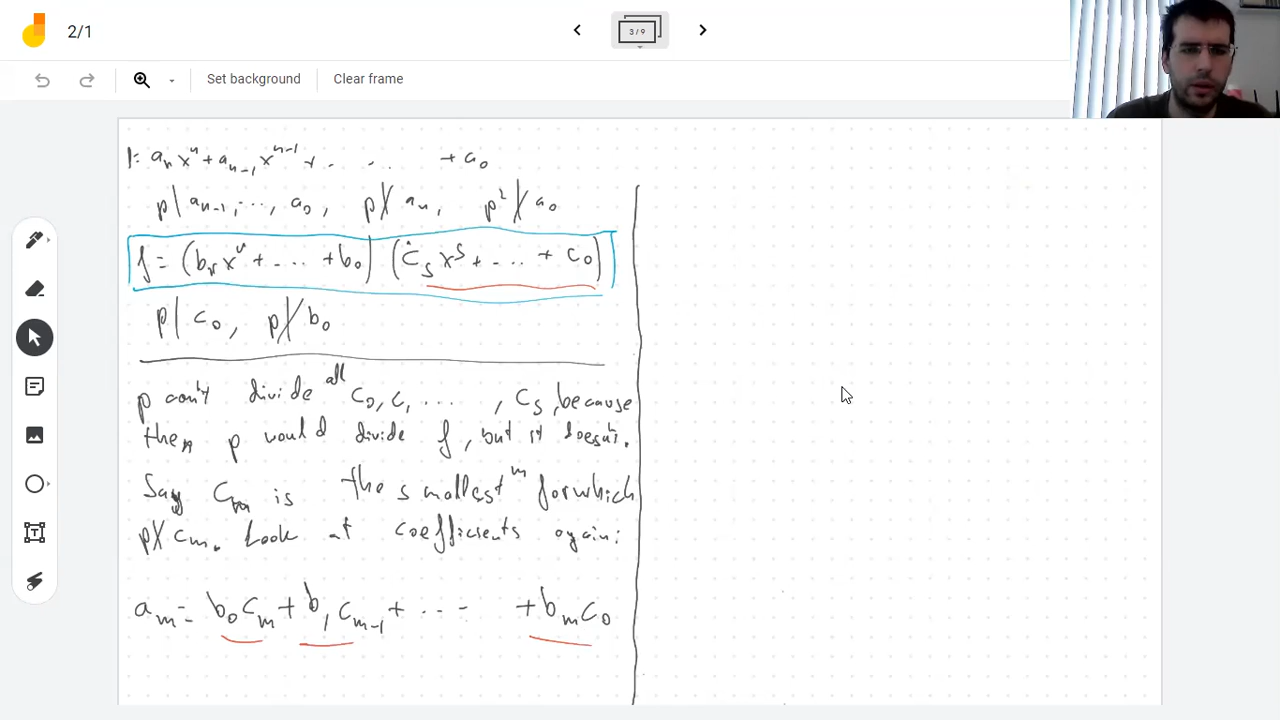 2/1
3 / 9
Set background
Clear frame
f: aₙxⁿ + aₙ₋₁xⁿ⁻¹ + . . . . + a₀
p | aₙ₋₁, ..., a₀, p ∤ aₙ, p² ∤ a₀
f = (bᵣxʳ + ... + b₀) (cₛxˢ + ... + c₀)
p | c₀, p ∤ b₀
p can't divide all c₀, c₁ ... , cₛ, because
then p would divide f, but it doesn't.
Say cₘ is the smallest m for which
p ∤ cₘ. Look at coefficients again:
aₘ = b₀cₘ + b₁cₘ₋₁ + ... + bₘc₀